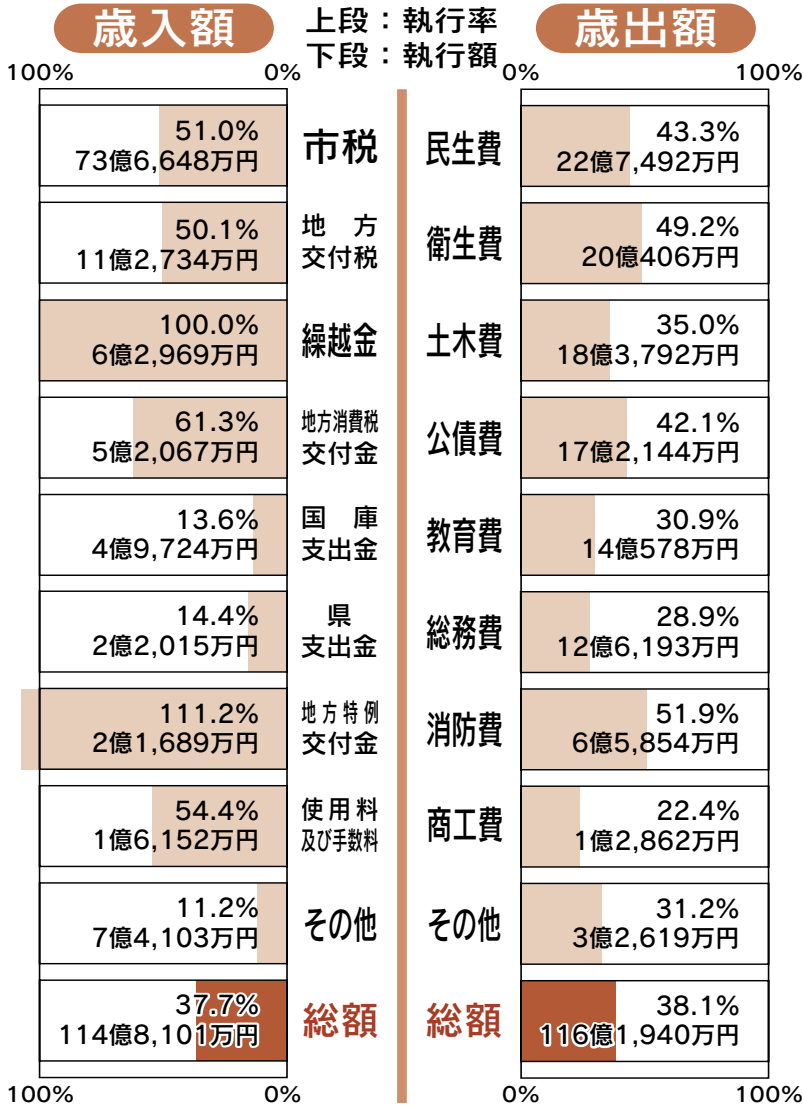 歳入額
上段：執行率
下段：執行額
歳出額
100%
0%
0%
100%
51.0%
73億6,648万円
市税
民生費
43.3%
22億7,492万円
50.1%
11億2,734万円
地方
交付税
衛生費
49.2%
20億406万円
100.0%
6億2,969万円
繰越金
土木費
35.0%
18億3,792万円
61.3%
5億2,067万円
地方消費税
交付金
公債費
42.1%
17億2,144万円
13.6%
4億9,724万円
国庫
支出金
教育費
30.9%
14億578万円
14.4%
2億2,015万円
県
支出金
総務費
28.9%
12億6,193万円
111.2%
2億1,689万円
地方特例
交付金
消防費
51.9%
6億5,854万円
54.4%
1億6,152万円
使用料
及び手数料
商工費
22.4%
1億2,862万円
11.2%
7億4,103万円
その他
その他
31.2%
3億2,619万円
37.7%
114億8,101万円
総額
総額
38.1%
116億1,940万円
100%
0%
0%
100%